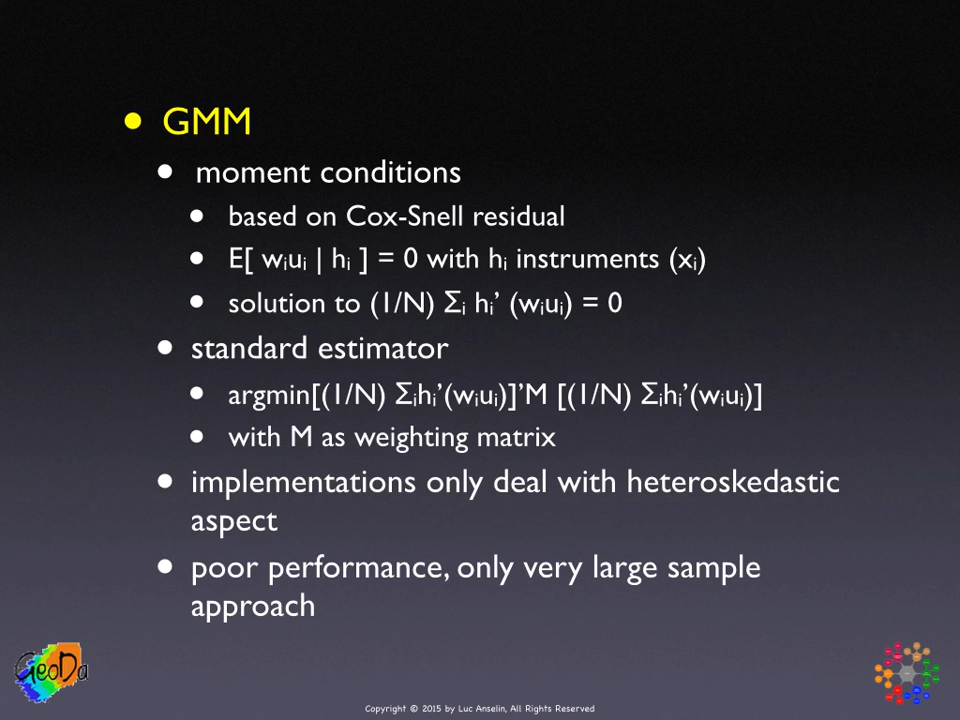 • GMM
• moment conditions
• based on Cox-Snell residual
• E[ wᵢuᵢ | hᵢ ] = 0 with hᵢ instruments (xᵢ)
• solution to (1/N) Σᵢ hᵢ’ (wᵢuᵢ) = 0
• standard estimator
• argmin[(1/N) Σᵢhᵢ’(wᵢuᵢ)]’M [(1/N) Σᵢhᵢ’(wᵢuᵢ)]
• with M as weighting matrix
• implementations only deal with heteroskedastic
aspect
• poor performance, only very large sample
approach
GeoDa
Copyright © 2015 by Luc Anselin, All Rights Reserved